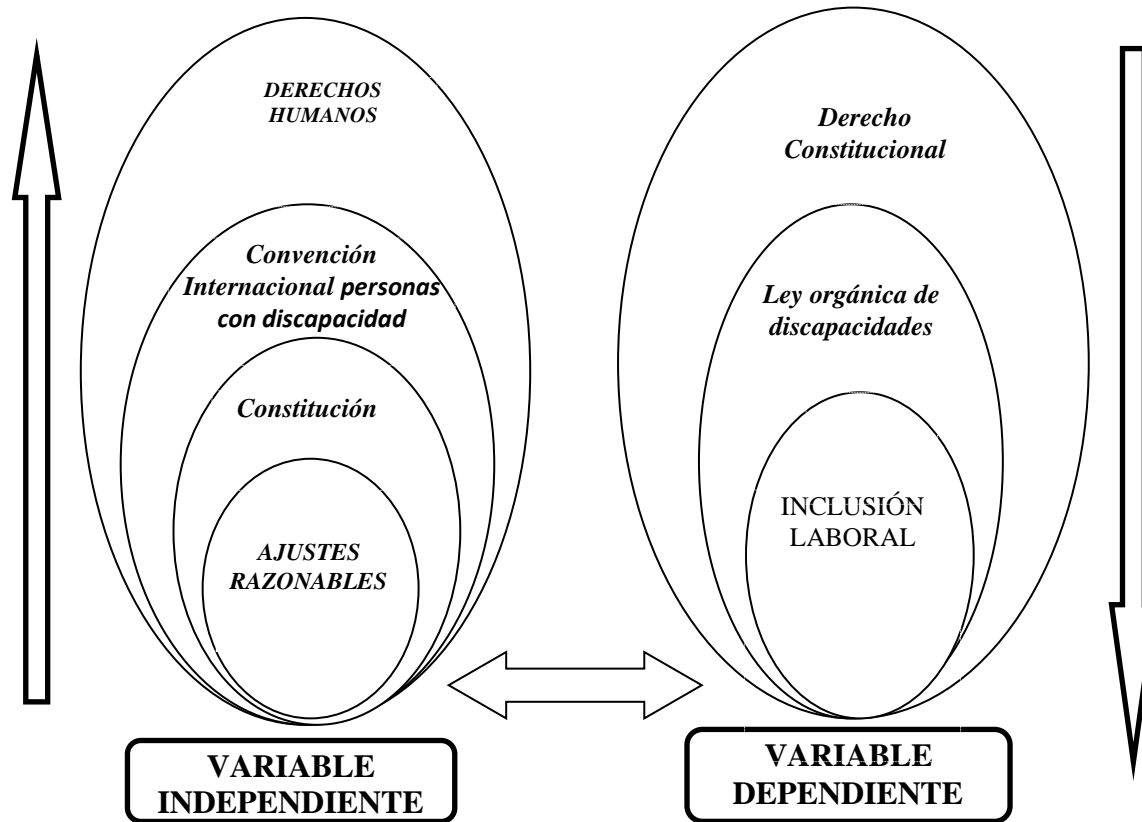 DERECHOS
HUMANOS
Convención
Internacional personas
con discapacidad
Constitución
AJUSTES
RAZONABLES
VARIABLE
INDEPENDIENTE
Derecho
Constitucional
Ley orgánica de
discapacidades
INCLUSIÓN
LABORAL
VARIABLE
DEPENDIENTE